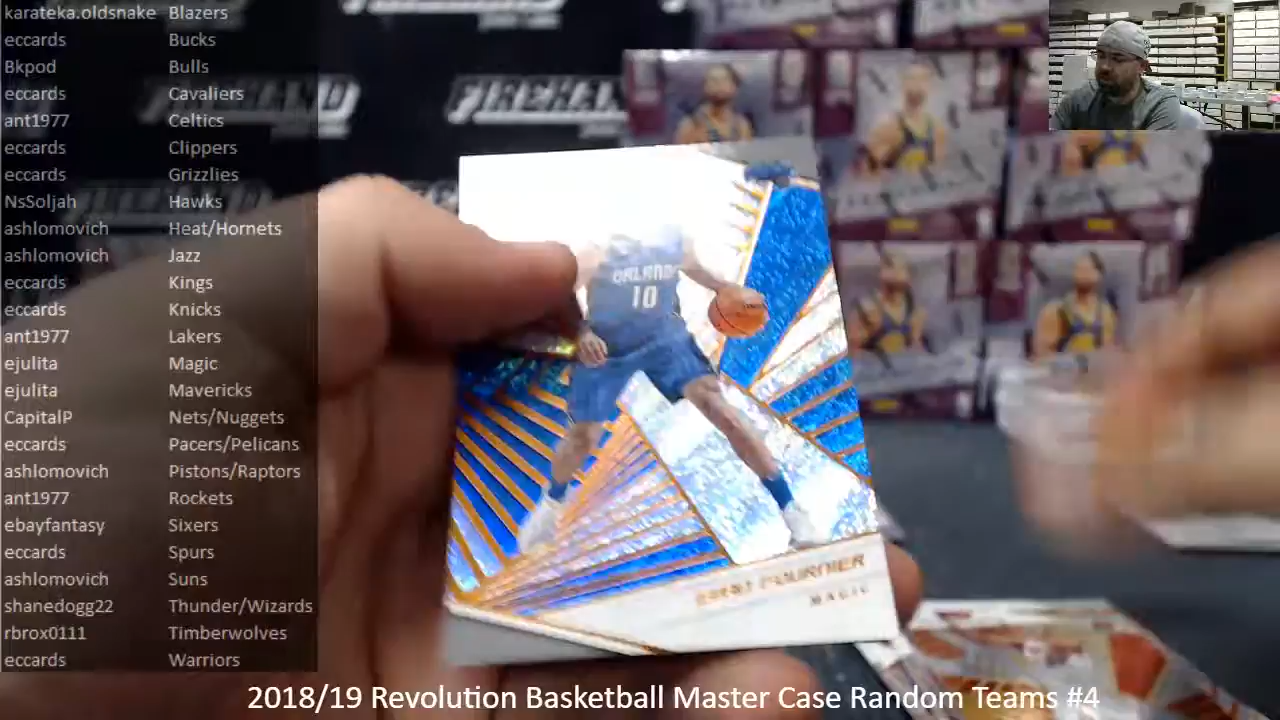 karateka.oldsnake Blazers
eccards Bucks
Bkpod Bulls
eccards Cavaliers
ant1977 Celtics
eccards Clippers
eccards Grizzlies
NsSoljah Hawks
ashlomovich Heat/Hornets
ashlomovich Jazz
eccards Kings
eccards Knicks
ant1977 Lakers
ejulita Magic
ejulita Mavericks
CapitalP Nets/Nuggets
eccards Pacers/Pelicans
ashlomovich Pistons/Raptors
ant1977 Rockets
ebayfantasy Sixers
eccards Spurs
ashlomovich Suns
shanedogg22 Thunder/Wizards
rbrox0111 Timberwolves
eccards Warriors
ORLANDO
10
EVAN FOURNIER
MAGIC
2018/19 Revolution Basketball Master Case Random Teams #4